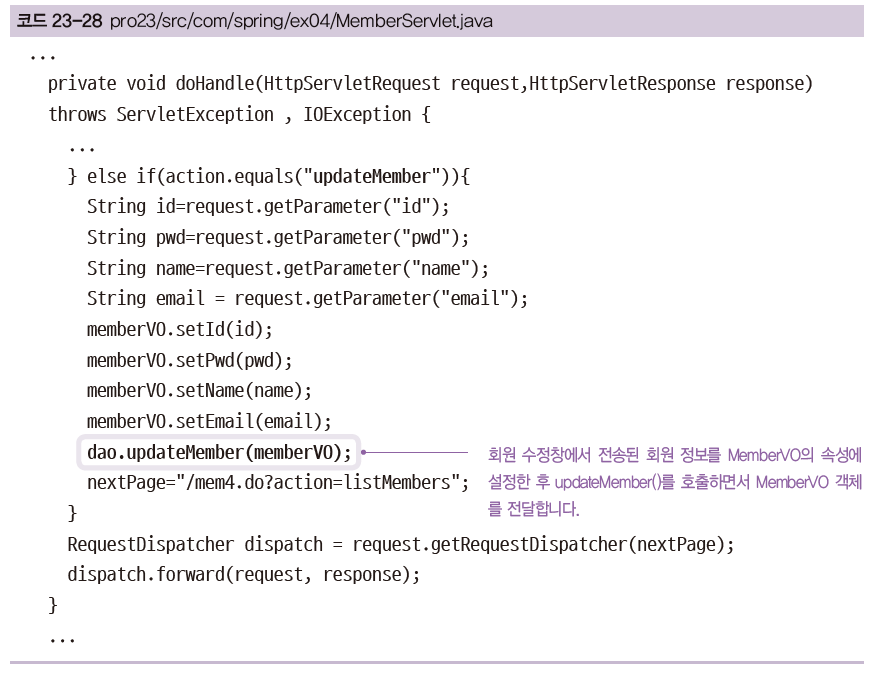 코드 23-28 pro23/src/com/spring/ex04/MemberServlet.java
...
private void doHandle(HttpServletRequest request,HttpServletResponse response)
throws ServletException , IOException {
...
} else if(action.equals("updateMember")){
String id=request.getParameter("id");
String pwd=request.getParameter("pwd");
String name=request.getParameter("name");
String email = request.getParameter("email");
memberVO.setId(id);
memberVO.setPwd(pwd);
memberVO.setName(name);
memberVO.setEmail(email);
dao.updateMember(memberVO);
회원 수정창에서 전송된 회원 정보를 MemberVO의 속성에
설정한 후 updateMember()를 호출하면서 MemberVO 객체
를 전달합니다.
nextPage="/mem4.do?action=listMembers";
}
RequestDispatcher dispatch = request.getRequestDispatcher(nextPage);
dispatch.forward(request, response);
}
...